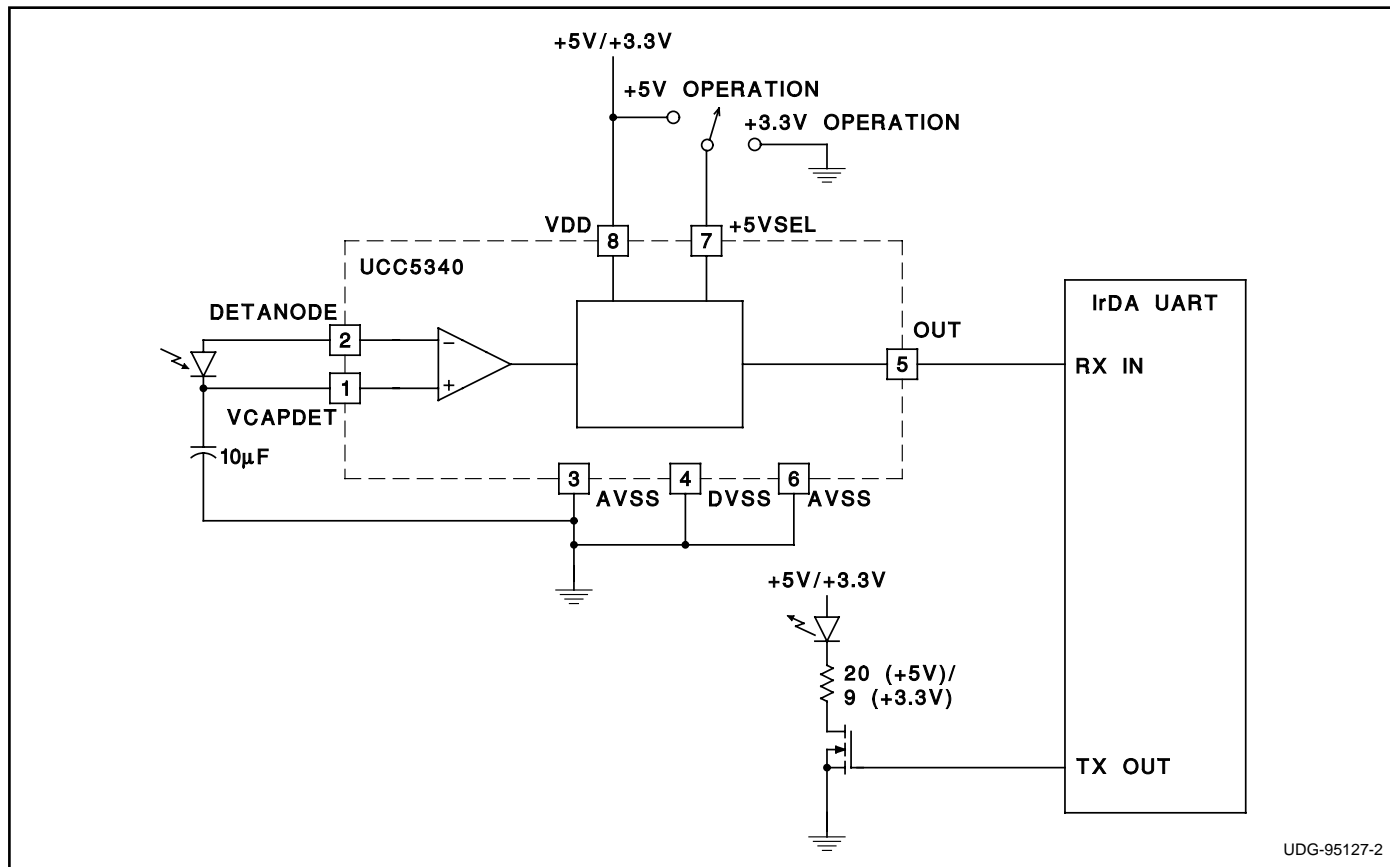 +5V/+3.3V
+5V OPERATION
+3.3V OPERATION
VDD
8
7
+5VSEL
UCC5340
DETANODE
2
−
1
+
VCAPDET
10µF
OUT
5
IrDA UART
RX IN
3
AVSS
4
DVSS
6
AVSS
+5V/+3.3V
20 (+5V)/
9 (+3.3V)
TX OUT
UDG-95127-2